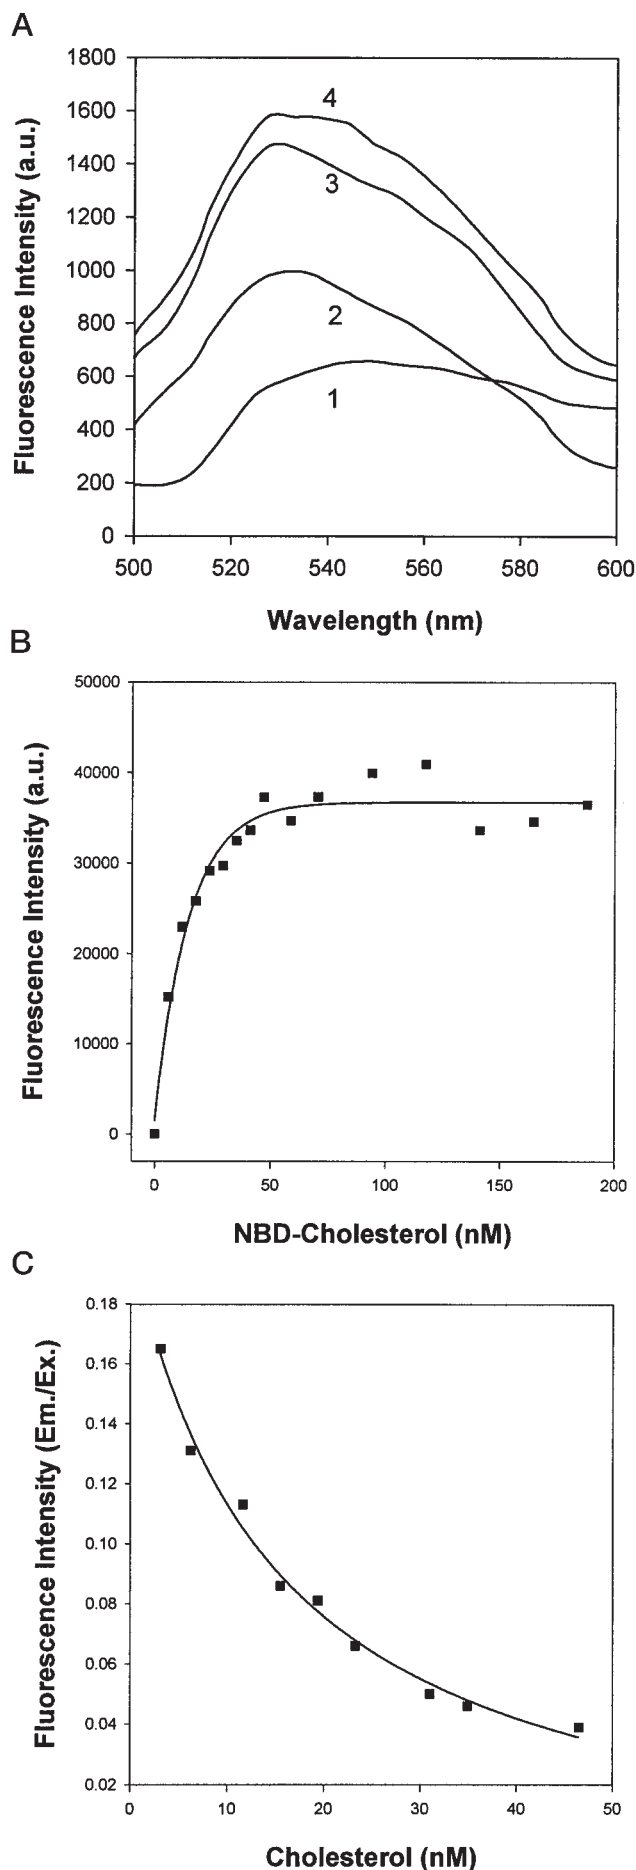 A
Fluorescence Intensity (a.u.)
1800
1600
1400
1200
1000
800
600
400
200
0
4
3
2
1
500 520 540 560 580 600
Wavelength (nm)
B
Fluorescence Intensity (a.u.)
50000
40000
30000
20000
10000
0
0 50 100 150 200
NBD-Cholesterol (nM)
C
Fluorescence Intensity (Em./Ex.)
0.18
0.16
0.14
0.12
0.10
0.08
0.06
0.04
0.02
0 10 20 30 40 50
Cholesterol (nM)